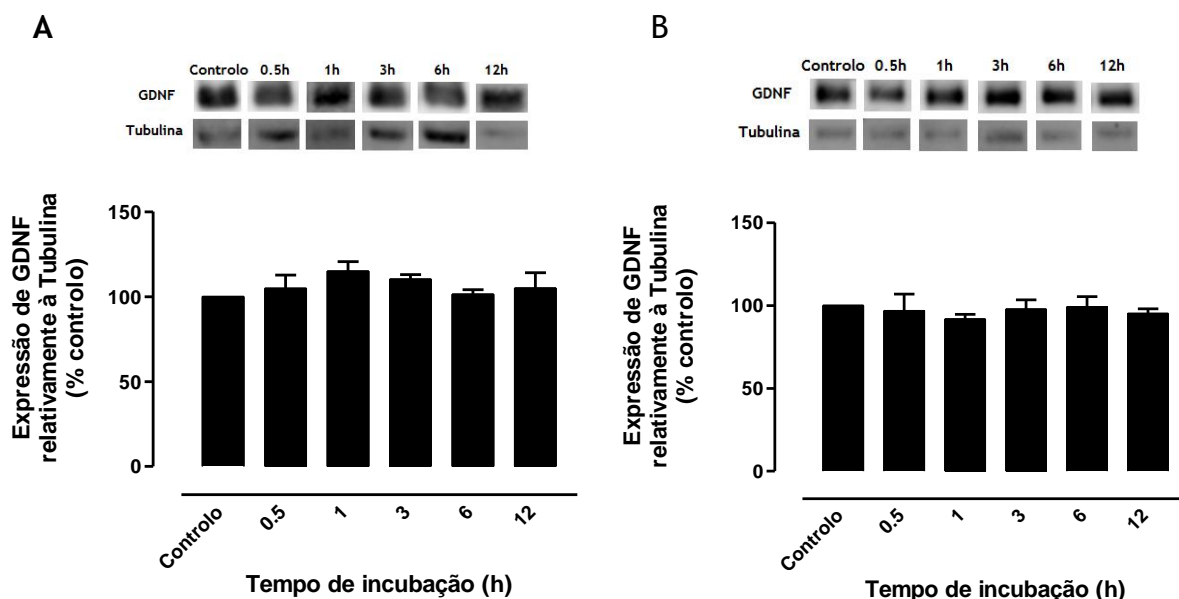 A
Controlo 0.5h 1h 3h 6h 12h
GDNF
Tubulina
Expressão de GDNF
relativamente à Tubulina
(% controlo)
150
100
50
0
Controlo 0.5 1 3 6 12
Tempo de incubação (h)
B
Controlo 0.5h 1h 3h 6h 12h
GDNF
Tubulina
Expressão de GDNF
relativamente à Tubulina
(% controlo)
150
100
50
0
Controlo 0.5 1 3 6 12
Tempo de incubação (h)